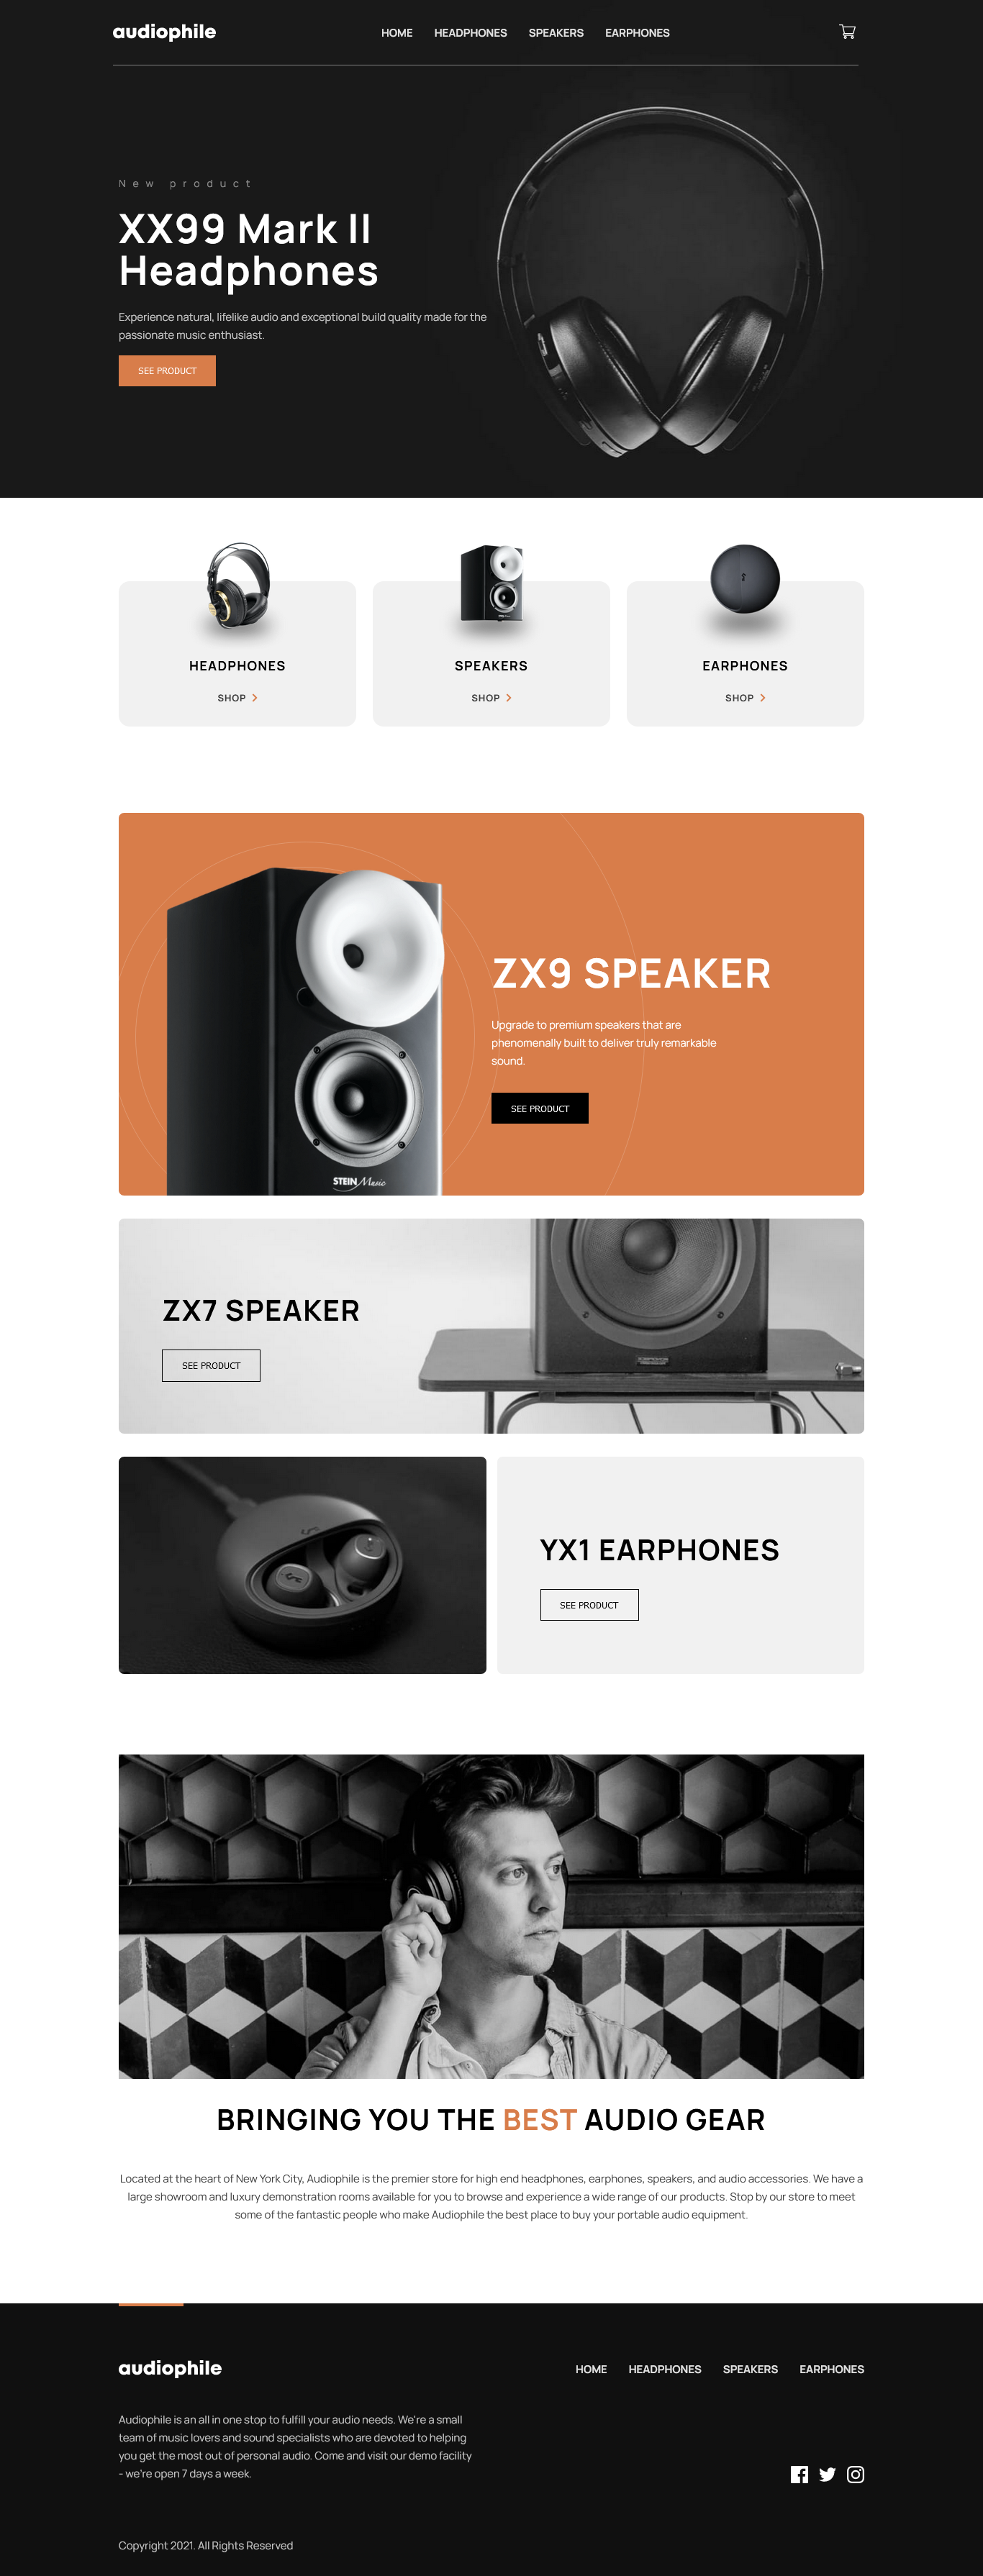 audiophile
HOME HEADPHONES SPEAKERS EARPHONES
New product
XX99 Mark II
Headphones
Experience natural, lifelike audio and exceptional build quality made for the
passionate music enthusiast.
SEE PRODUCT
HEADPHONES
SHOP
SPEAKERS
SHOP
EARPHONES
SHOP
ZX9 SPEAKER
Upgrade to premium speakers that are
phenomenally built to deliver truly remarkable
sound.
SEE PRODUCT
STEIN Music
ZX7 SPEAKER
SEE PRODUCT
YX1 EARPHONES
SEE PRODUCT
BRINGING YOU THE BEST AUDIO GEAR
Located at the heart of New York City, Audiophile is the premier store for high end headphones, earphones, speakers, and audio accessories. We have a
large showroom and luxury demonstration rooms available for you to browse and experience a wide range of our products. Stop by our store to meet
some of the fantastic people who make Audiophile the best place to buy your portable audio equipment.
audiophile
HOME HEADPHONES SPEAKERS EARPHONES
Audiophile is an all in one stop to fulfill your audio needs. We're a small
team of music lovers and sound specialists who are devoted to helping
you get the most out of personal audio. Come and visit our demo facility
- we're open 7 days a week.
Copyright 2021. All Rights Reserved